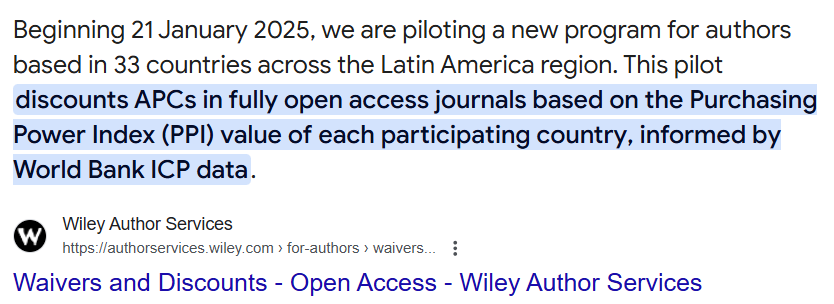 Beginning 21 January 2025, we are piloting a new program for authors
based in 33 countries across the Latin America region. This pilot
discounts APCs in fully open access journals based on the Purchasing
Power Index (PPI) value of each participating country, informed by
World Bank ICP data.
W
Wiley Author Services
https://authorservices.wiley.com › for-authors › waivers...
Waivers and Discounts - Open Access - Wiley Author Services